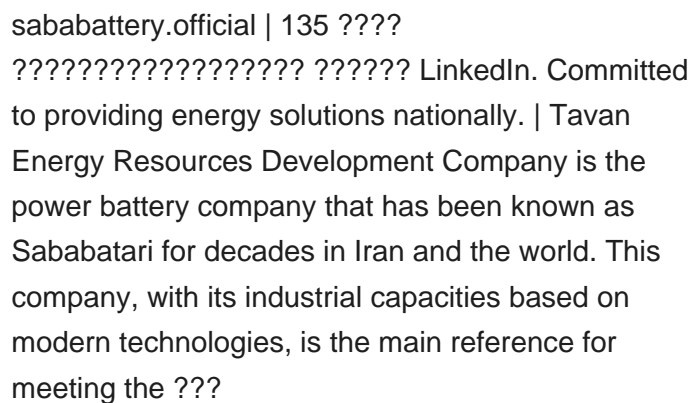 sababattery.official | 135 ????
?????????????????? ?????? LinkedIn. Committed
to providing energy solutions nationally. | Tavan
Energy Resources Development Company is the
power battery company that has been known as
Sababatari for decades in Iran and the world. This
company, with its industrial capacities based on
modern technologies, is the main reference for
meeting the ???